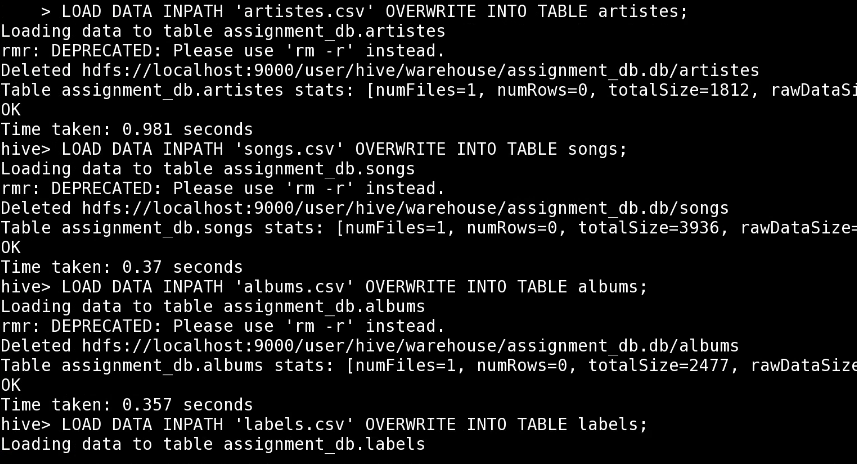 > LOAD DATA INPATH 'artistes.csv' OVERWRITE INTO TABLE artistes;
Loading data to table assignment_db.artistes
rmr: DEPRECATED: Please use 'rm -r' instead.
Deleted hdfs://localhost:9000/user/hive/warehouse/assignment_db.db/artistes
Table assignment_db.artistes stats: [numFiles=1, numRows=0, totalSize=1812, rawDataSi
OK
Time taken: 0.981 seconds
hive> LOAD DATA INPATH 'songs.csv' OVERWRITE INTO TABLE songs;
Loading data to table assignment_db.songs
rmr: DEPRECATED: Please use 'rm -r' instead.
Deleted hdfs://localhost:9000/user/hive/warehouse/assignment_db.db/songs
Table assignment_db.songs stats: [numFiles=1, numRows=0, totalSize=3936, rawDataSize=
OK
Time taken: 0.37 seconds
hive> LOAD DATA INPATH 'albums.csv' OVERWRITE INTO TABLE albums;
Loading data to table assignment_db.albums
rmr: DEPRECATED: Please use 'rm -r' instead.
Deleted hdfs://localhost:9000/user/hive/warehouse/assignment_db.db/albums
Table assignment_db.albums stats: [numFiles=1, numRows=0, totalSize=2477, rawDataSize
OK
Time taken: 0.357 seconds
hive> LOAD DATA INPATH 'labels.csv' OVERWRITE INTO TABLE labels;
Loading data to table assignment_db.labels